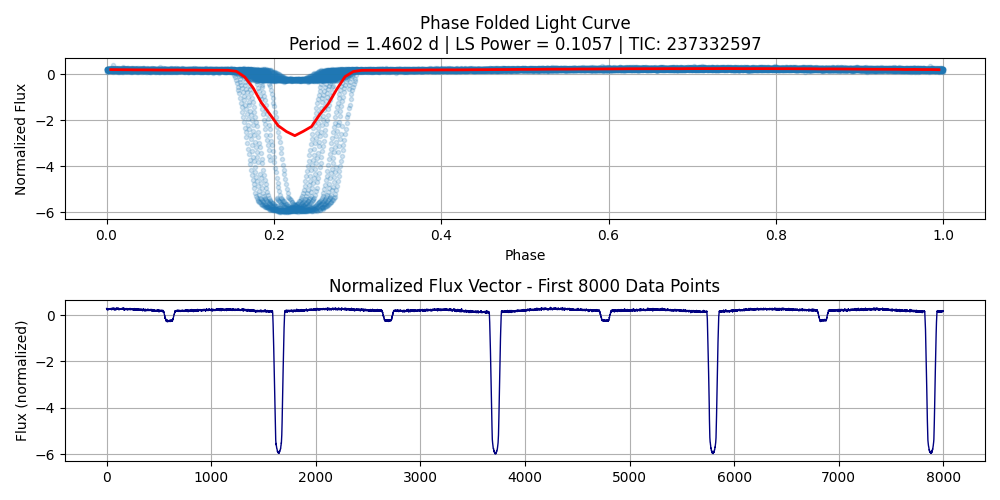 Phase Folded Light Curve
Period = 1.4602 d | LS Power = 0.1057 | TIC: 237332597
Normalized Flux
0
−2
−4
−6
0.0 0.2 0.4 0.6 0.8 1.0
Phase
Normalized Flux Vector - First 8000 Data Points
Flux (normalized)
0
−2
−4
−6
0 1000 2000 3000 4000 5000 6000 7000 8000